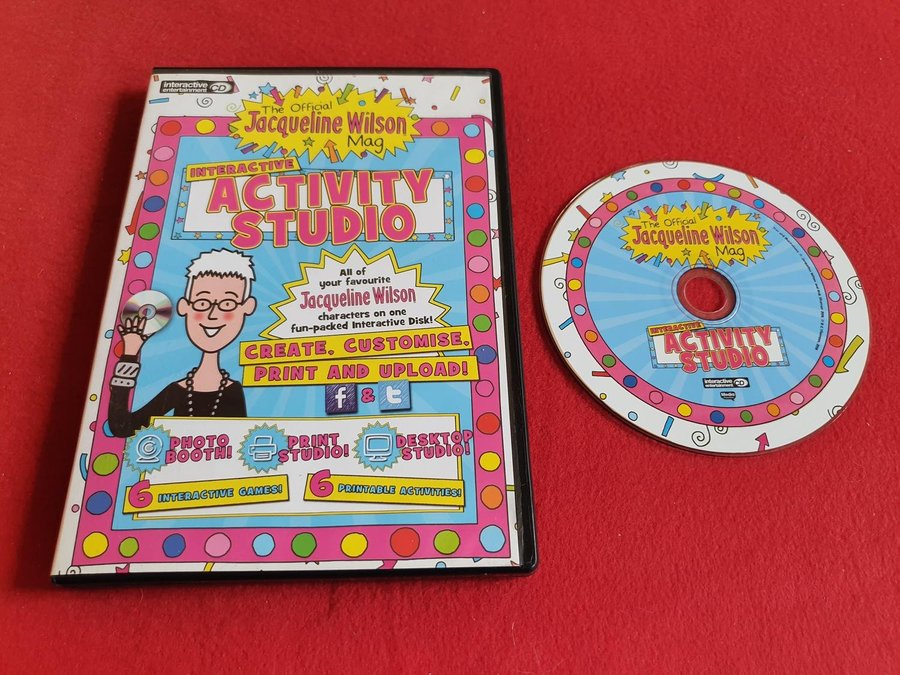 interactive
entertainment CD
The Official
Jacqueline Wilson
Mag
INTERACTIVE
ACTIVITY
STUDIO
All of
your favourite
Jacqueline Wilson
characters on one
fun-packed Interactive Disk!
CREATE, CUSTOMISE,
PRINT AND UPLOAD!
f & t
PHOTO
BOOTH!
PRINT
STUDIO!
DESKTOP
STUDIO!
6 INTERACTIVE GAMES!
6 PRINTABLE ACTIVITIES!
The Official
Jacqueline Wilson
Mag
INTERACTIVE
ACTIVITY
STUDIO
interactive
entertainment CD
Media